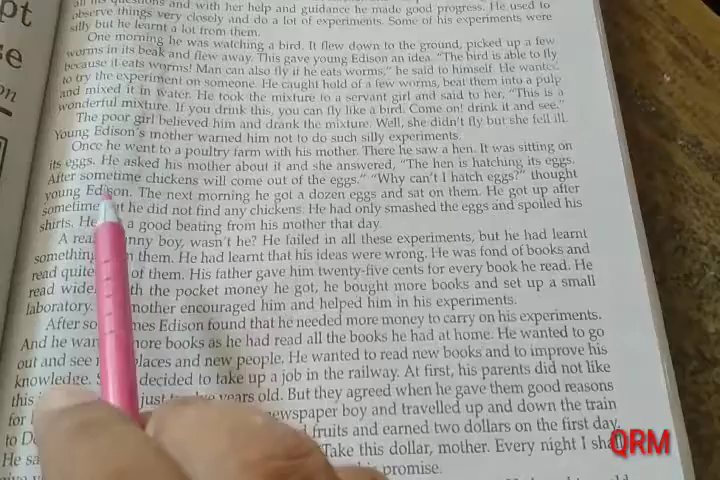 pt
e
on
all his questions and with her help and guidance he made good progress. He used to
observe things very closely and do a lot of experiments. Some of his experiments were
silly but he learnt a lot from them.
One morning he was watching a bird. It flew down to the ground, picked up a few
worms in its beak and flew away. This gave young Edison an idea. "The bird is able to fly
because it eats worms! Man can also fly if he eats worms," he said to himself. He wanted
to try the experiment on someone. He caught hold of a few worms, beat them into a pulp
and mixed it in water. He took the mixture to a servant girl and said to her, "This is a
wonderful mixture. If you drink this, you can fly like a bird. Come on! drink it and see."
The poor girl believed him and drank the mixture. Well, she didn't fly but she fell ill.
Young Edison's mother warned him not to do such silly experiments.
Once he went to a poultry farm with his mother. There he saw a hen. It was sitting on
its eggs. He asked his mother about it and she answered, "The hen is hatching its eggs.
After sometime chickens will come out of the eggs." "Why can't I hatch eggs?" thought
young Edison. The next morning he got a dozen eggs and sat on them. He got up after
sometime he did not find any chickens. He had only smashed the eggs and spoiled his
shirts. He a good beating from his mother that day.
A real nny boy, wasn't he? He failed in all these experiments, but he had learnt
something them. He had learnt that his ideas were wrong. He was fond of books and
read quite of them. His father gave him twenty-five cents for every book he read. He
read wide the pocket money he got, he bought more books and set up a small
laboratory. mother encouraged him and helped him in his experiments.
After so mes Edison found that he needed more money to carry on his experiments.
And he wan more books as he had read all the books he had at home. He wanted to go
out and see places and new people. He wanted to read new books and to improve his
knowledge. decided to take up a job in the railway. At first, his parents did not like
this just years old. But they agreed when he gave them good reasons
for newspaper boy and travelled up and down the train
to De fruits and earned two dollars on the first day.
He sa Take this dollar, mother. Every night I shall
promise.
QRM